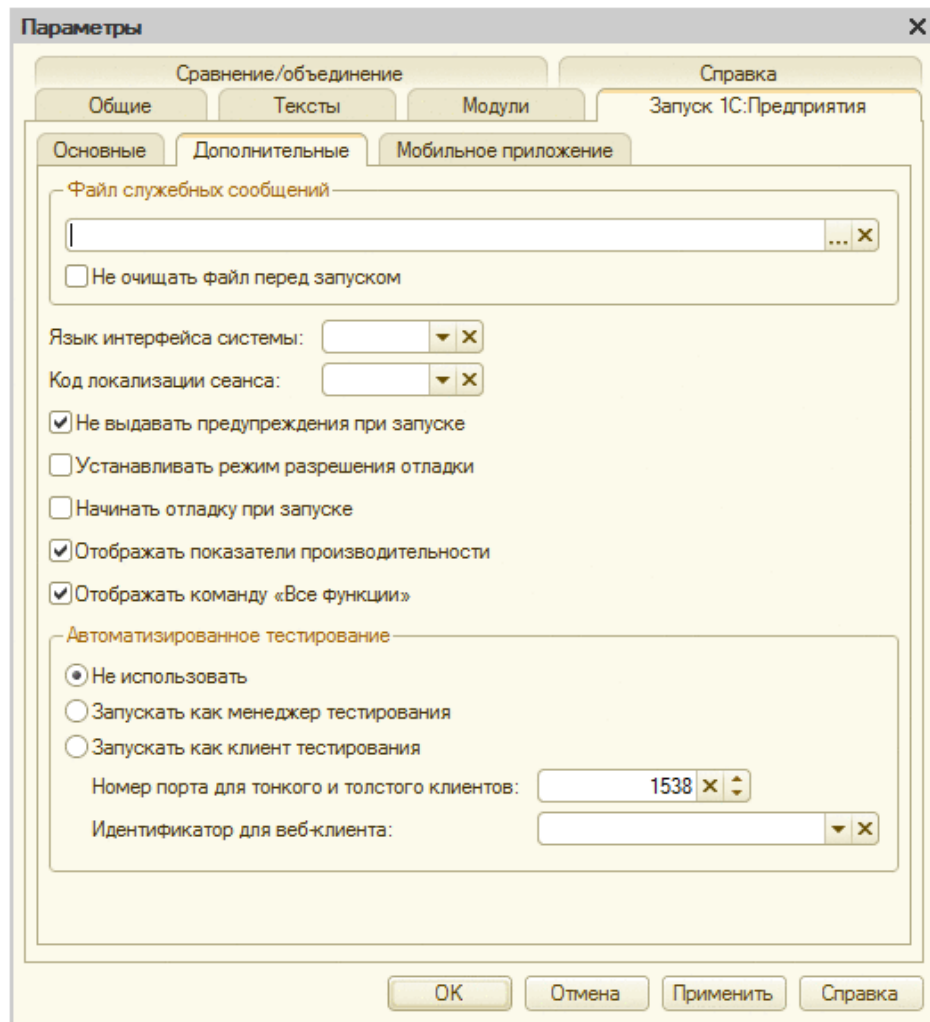 Параметры
Сравнение/объединение Справка
Общие Тексты Модули Запуск 1С:Предприятия
Основные Дополнительные Мобильное приложение
Файл служебных сообщений
...
Не очищать файл перед запуском
Язык интерфейса системы:
Код локализации сеанса:
Не выдавать предупреждения при запуске
Устанавливать режим разрешения отладки
Начинать отладку при запуске
Отображать показатели производительности
Отображать команду «Все функции»
Автоматизированное тестирование
Не использовать
Запускать как менеджер тестирования
Запускать как клиент тестирования
Номер порта для тонкого и толстого клиентов: 1538
Идентификатор для веб-клиента:
OK Отмена Применить Справка